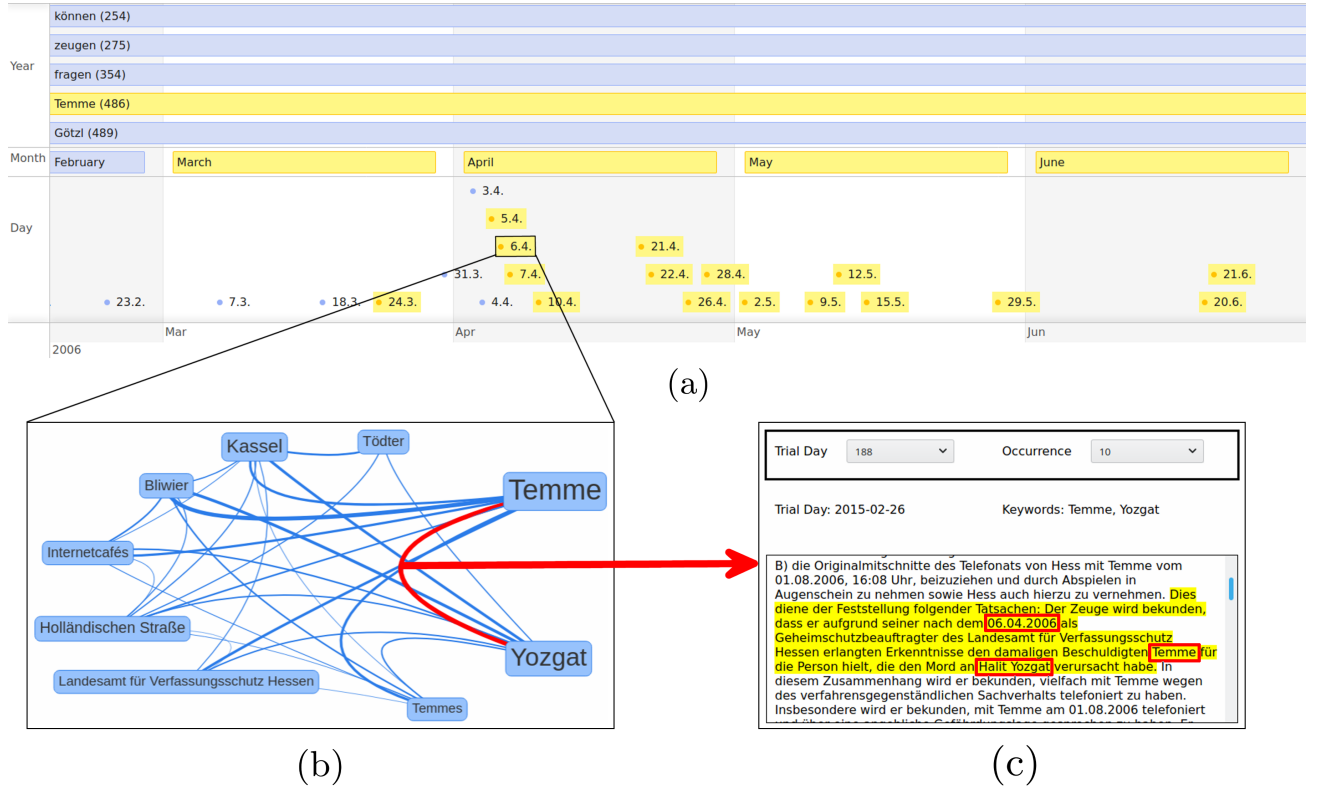 können (254)
zeugen (275)
Year
fragen (354)
Temme (486)
Götzl (489)
Month February March April May June
3.4.
Day
5.4.
6.4. 21.4.
31.3. 7.4. 22.4. 28.4. 12.5. 21.6.
23.2. 7.3. 18.3. 24.3. 4.4. 10.4. 26.4. 2.5. 9.5. 15.5. 29.5. 20.6.
Mar Apr May Jun
2006
(a)
Kassel
Tödter
Bliwier
Temme
Internetcafés
Holländischen Straße
Yozgat
Landesamt für Verfassungsschutz Hessen
Temmes
(b)
Trial Day 188 Occurrence 10
Trial Day: 2015-02-26 Keywords: Temme, Yozgat
B) die Originalmitschnitte des Telefonats von Hess mit Temme vom
01.08.2006, 16:08 Uhr, beizuziehen und durch Abspielen in
Augenschein zu nehmen sowie Hess auch hierzu zu vernehmen. Dies
diene der Feststellung folgender Tatsachen: Der Zeuge wird bekunden,
dass er aufgrund seiner nach dem 06.04.2006 als
Geheimschutzbeauftragter des Landesamt für Verfassungsschutz
Hessen erlangten Erkenntnisse den damaligen Beschuldigten Temme für
die Person hielt, die den Mord an Halit Yozgat verursacht habe. In
diesem Zusammenhang wird er bekunden, vielfach mit Temme wegen
des verfahrensgegenständlichen Sachverhalts telefoniert zu haben.
Insbesondere wird er bekunden, mit Temme am 01.08.2006 telefoniert
(c)